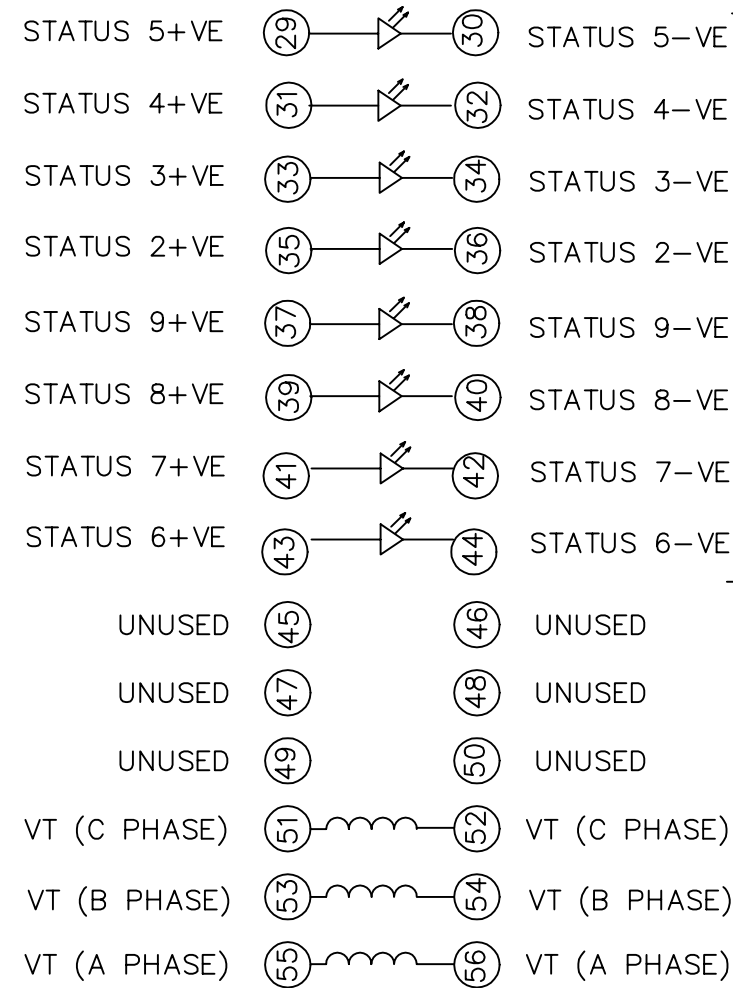 STATUS 5+VE 29 30 STATUS 5-VE
STATUS 4+VE 31 32 STATUS 4-VE
STATUS 3+VE 33 34 STATUS 3-VE
STATUS 2+VE 35 36 STATUS 2-VE
STATUS 9+VE 37 38 STATUS 9-VE
STATUS 8+VE 39 40 STATUS 8-VE
STATUS 7+VE 41 42 STATUS 7-VE
STATUS 6+VE 43 44 STATUS 6-VE
UNUSED 45 46 UNUSED
UNUSED 47 48 UNUSED
UNUSED 49 50 UNUSED
VT (C PHASE) 51 52 VT (C PHASE)
VT (B PHASE) 53 54 VT (B PHASE)
VT (A PHASE) 55 56 VT (A PHASE)